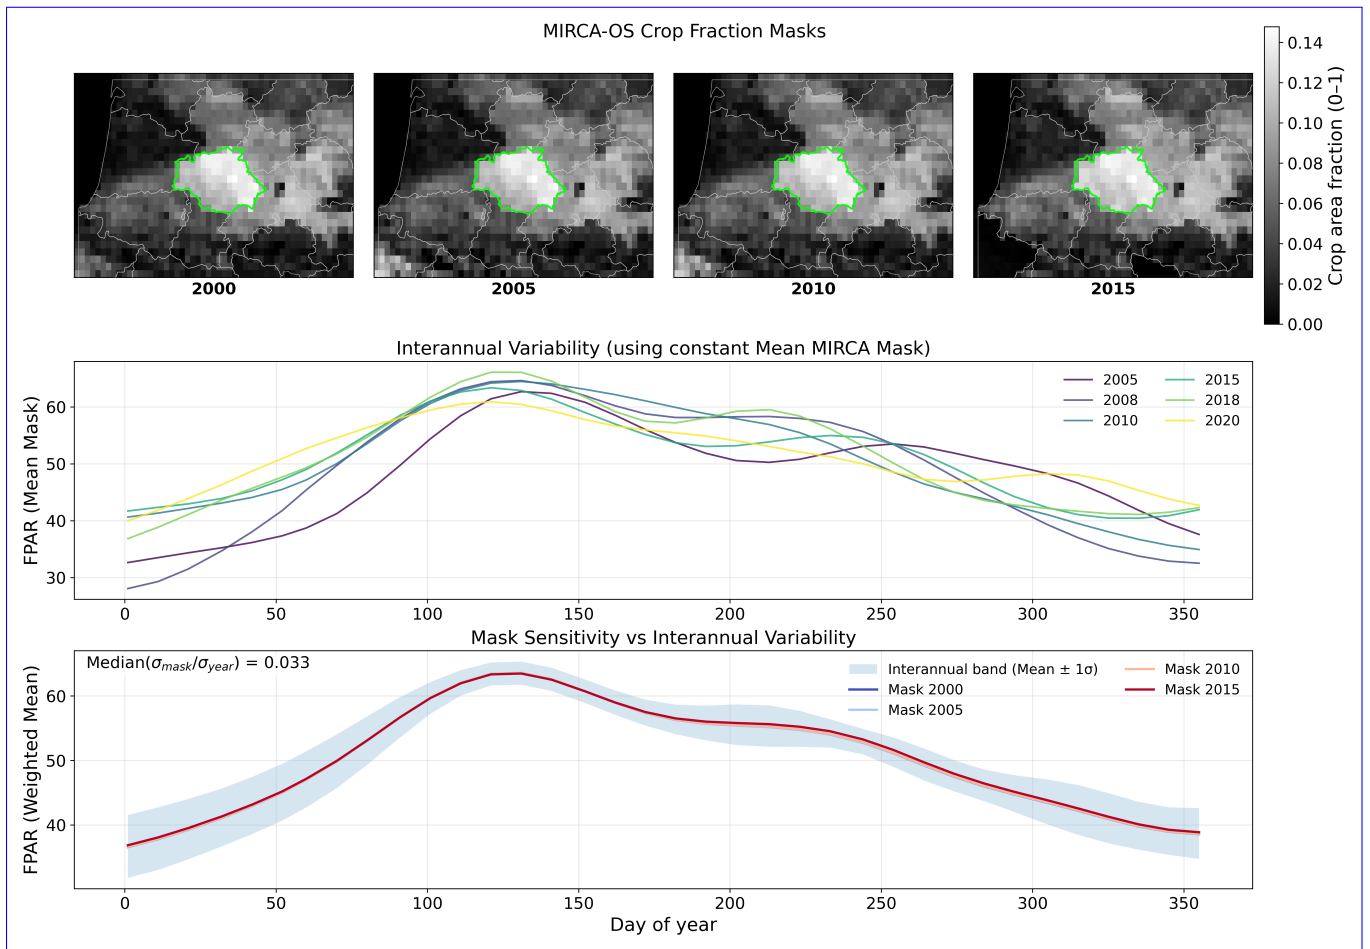 MIRCA-OS Crop Fraction Masks
2000
2005
2010
2015
0.14
0.12
0.10
0.08
0.06
0.04
0.02
0.00
Crop area fraction (0–1)
Interannual Variability (using constant Mean MIRCA Mask)
FPAR (Mean Mask)
60
50
40
30
2005
2008
2010
2015
2018
2020
0 50 100 150 200 250 300 350
Mask Sensitivity vs Interannual Variability
Median(σmask/σyear) = 0.033
FPAR (Weighted Mean)
60
50
40
Interannual band (Mean ± 1σ)
Mask 2000
Mask 2005
Mask 2010
Mask 2015
0 50 100 150 200 250 300 350
Day of year